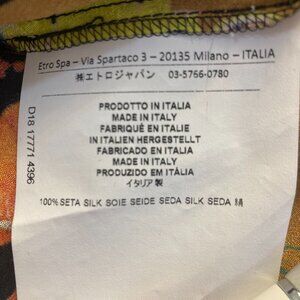 Etro Spa – Via Spartaco 3 – 20135 Milano – ITALIA
㈱エトロジャパン 03-5766-0780
PRODOTTO IN ITALIA
MADE IN ITALY
FABRIQUÉ EN ITALIE
IN ITALIEN HERGESTELLT
FABRICADO EN ITALIA
MADE IN ITALY
PRODUZIDO EM ITÁLIA
イタリア製
100% SETA SILK SOIE SEIDE SEDA SILK SEDA 絹
D18 17771 4396